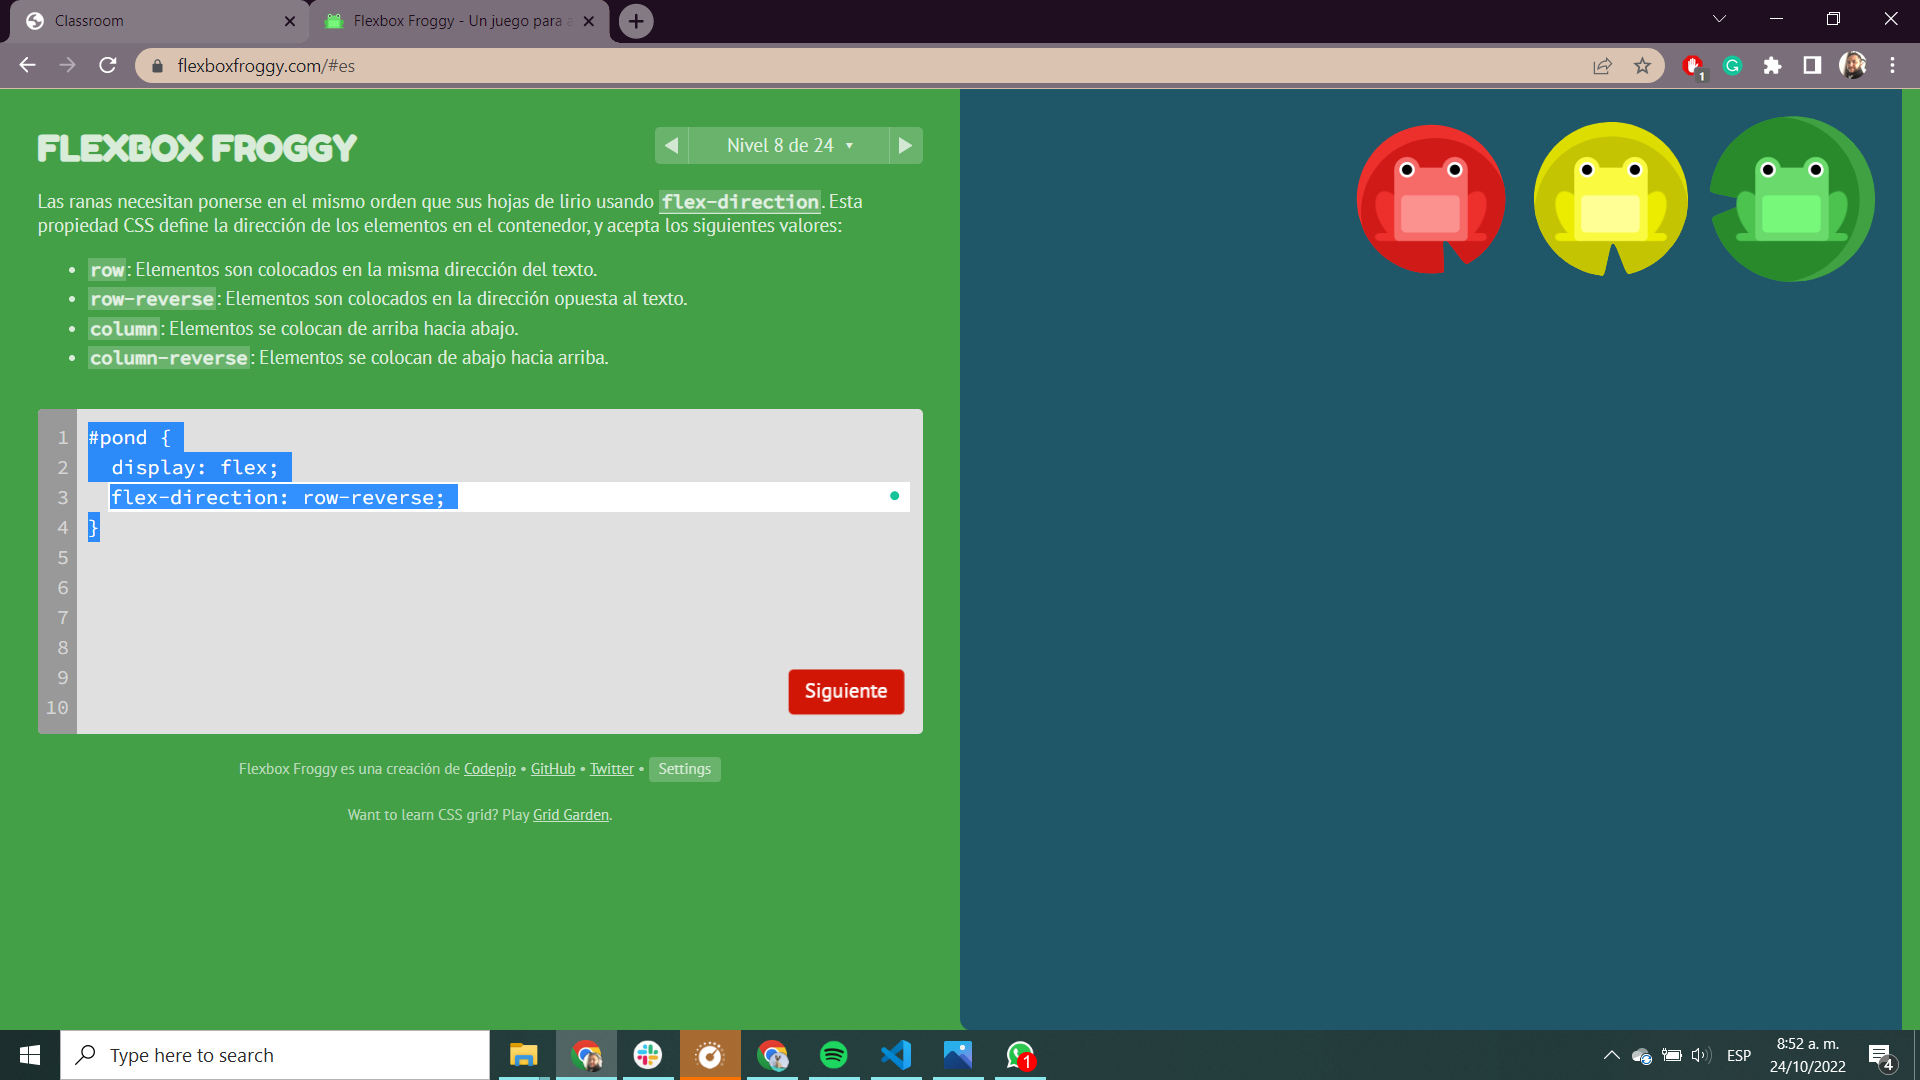 Classroom
Flexbox Froggy - Un juego para a
flexboxfroggy.com/#es
1
FLEXBOX FROGGY
Nivel 8 de 24
Las ranas necesitan ponerse en el mismo orden que sus hojas de lirio usando flex-direction. Esta
propiedad CSS define la dirección de los elementos en el contenedor, y acepta los siguientes valores:
• row: Elementos son colocados en la misma dirección del texto.
• row-reverse: Elementos son colocados en la dirección opuesta al texto.
• column: Elementos se colocan de arriba hacia abajo.
• column-reverse: Elementos se colocan de abajo hacia arriba.
1 #pond {
2 display: flex;
3 flex-direction: row-reverse;
4 }
5
6
7
8
9
10
Siguiente
Flexbox Froggy es una creación de Codepip • GitHub • Twitter • Settings
Want to learn CSS grid? Play Grid Garden.
Type here to search
1
ESP
8:52 a. m.
24/10/2022
4